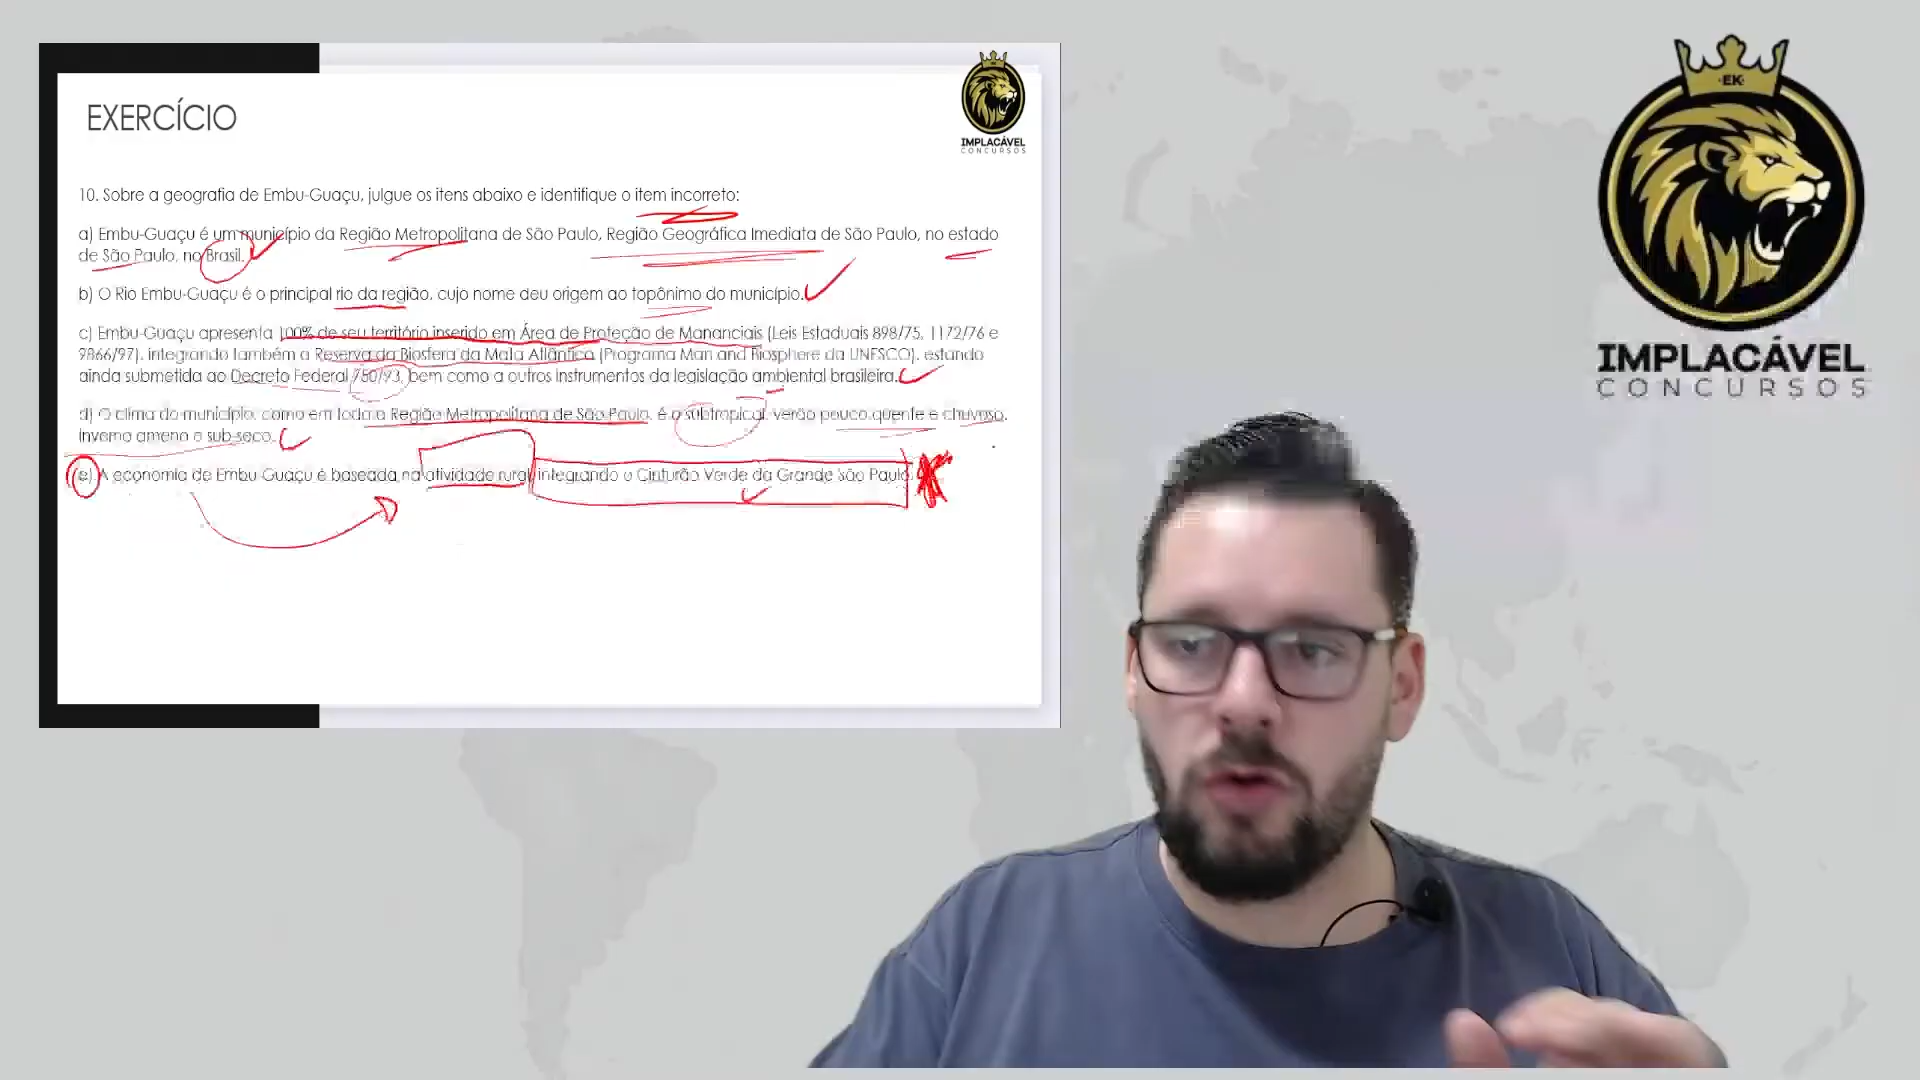 EXERCÍCIO
IMPLACÁVEL
CONCURSOS
10. Sobre a geografia de Embu-Guaçu, julgue os itens abaixo e identifique o item incorreto:
a) Embu-Guaçu é um município da Região Metropolitana de São Paulo, Região Geográfica Imediata de São Paulo, no estado
de São Paulo, no Brasil.
b) O Rio Embu-Guaçu é o principal rio da região, cujo nome deu origem ao topônimo do município.
c) Embu-Guaçu apresenta 100% de seu território inserido em Área de Proteção de Mananciais (Leis Estaduais 898/75, 1172/76 e
9866/97), integrando também a Reserva da Biosfera da Mata Atlântica (Programa Man and Biosphere da UNESCO), estando
ainda submetida ao Decreto Federal 750/93, bem como a outros instrumentos da legislação ambiental brasileira.
d) O clima do município, como em toda a Região Metropolitana de São Paulo, é o subtropical. Verão pouco quente e chuvoso.
Inverno ameno e sub-seco.
e) A economia de Embu Guaçu é baseada na atividade rural integrando o Cinturão Verde da Grande São Paulo.
EK
IMPLACÁVEL
CONCURSOS